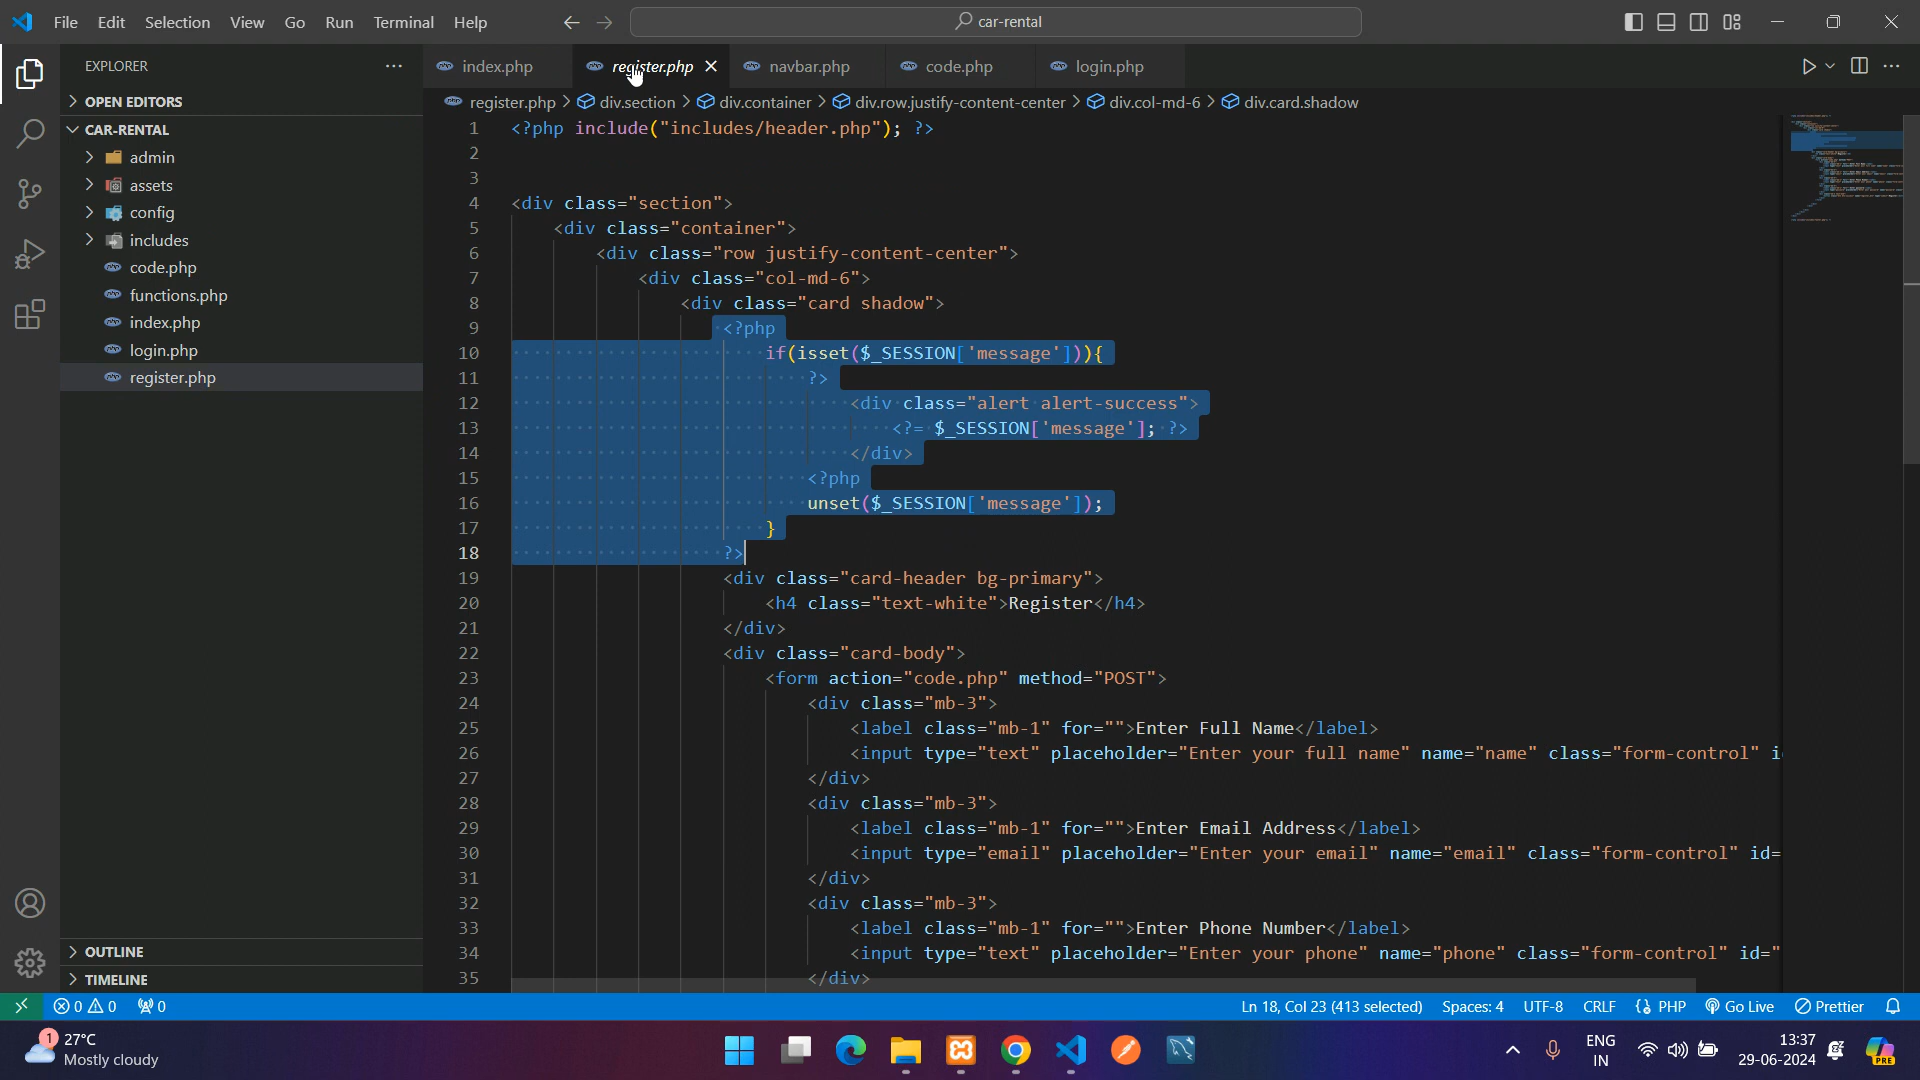 File Edit Selection View Go Run Terminal Help
car-rental
EXPLORER
OPEN EDITORS
CAR-RENTAL
admin
assets
config
includes
code.php
functions.php
index.php
login.php
register.php
OUTLINE
TIMELINE
index.php register.php navbar.php code.php login.php
register.php > div.section > div.container > div.row.justify-content-center > div.col-md-6 > div.card.shadow
1 <?php include("includes/header.php"); ?>
2
3
4 <div class="section">
5 <div class="container">
6 <div class="row justify-content-center">
7 <div class="col-md-6">
8 <div class="card shadow">
9 <?php
10 if(isset($_SESSION['message'])){
11 ?>
12 <div class="alert alert-success">
13 <?= $_SESSION['message']; ?>
14 </div>
15 <?php
16 unset($_SESSION['message']);
17 }
18 ?>
19 <div class="card-header bg-primary">
20 <h4 class="text-white">Register</h4>
21 </div>
22 <div class="card-body">
23 <form action="code.php" method="POST">
24 <div class="mb-3">
25 <label class="mb-1" for="">Enter Full Name</label>
26 <input type="text" placeholder="Enter your full name" name="name" class="form-control" i
27 </div>
28 <div class="mb-3">
29 <label class="mb-1" for="">Enter Email Address</label>
30 <input type="email" placeholder="Enter your email" name="email" class="form-control" id=
31 </div>
32 <div class="mb-3">
33 <label class="mb-1" for="">Enter Phone Number</label>
34 <input type="text" placeholder="Enter your phone" name="phone" class="form-control" id="
35 </div>
0 0 0 Ln 18, Col 23 (413 selected) Spaces: 4 UTF-8 CRLF {} PHP Go Live Prettier
1 27°C
Mostly cloudy
ENG
IN
13:37
29-06-2024
PRE